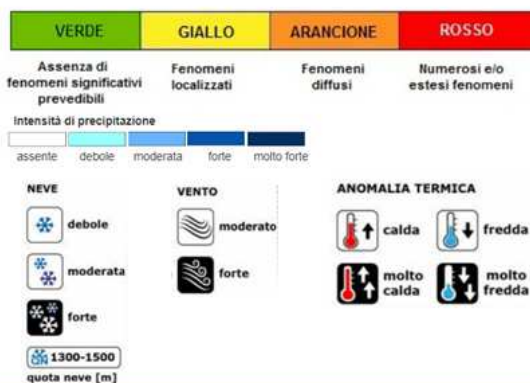 VERDE GIALLO ARANCIONE ROSSO
Assenza di
fenomeni significativi
prevedibili
Fenomeni
localizzati
Fenomeni
diffusi
Numerosi e/o
estesi fenomeni
Intensità di precipitazione
assente debole moderata forte molto forte
NEVE
debole
moderata
forte
1300-1500
quota neve [m]
VENTO
moderato
forte
ANOMALIA TERMICA
calda
fredda
molto
calda
molto
fredda